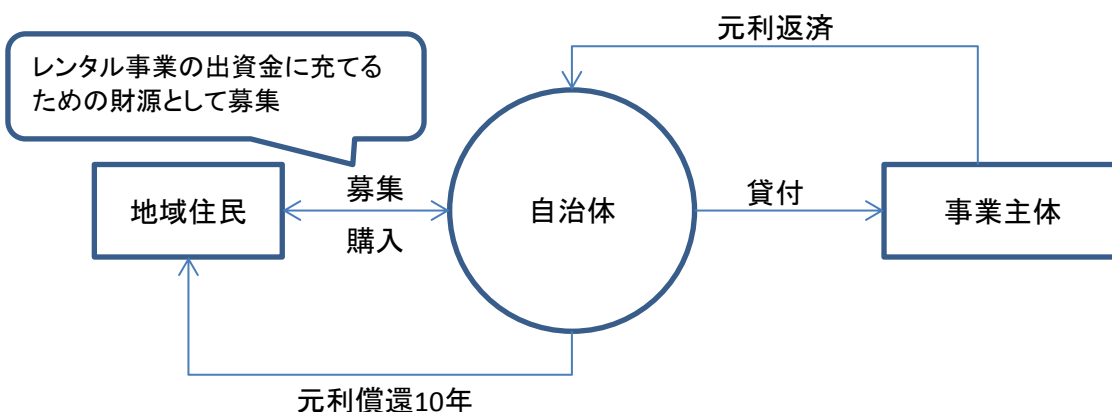 元利返済
レンタル事業の出資金に充てる
ための財源として募集
地域住民
募集
購入
自治体
貸付
事業主体
元利償還10年